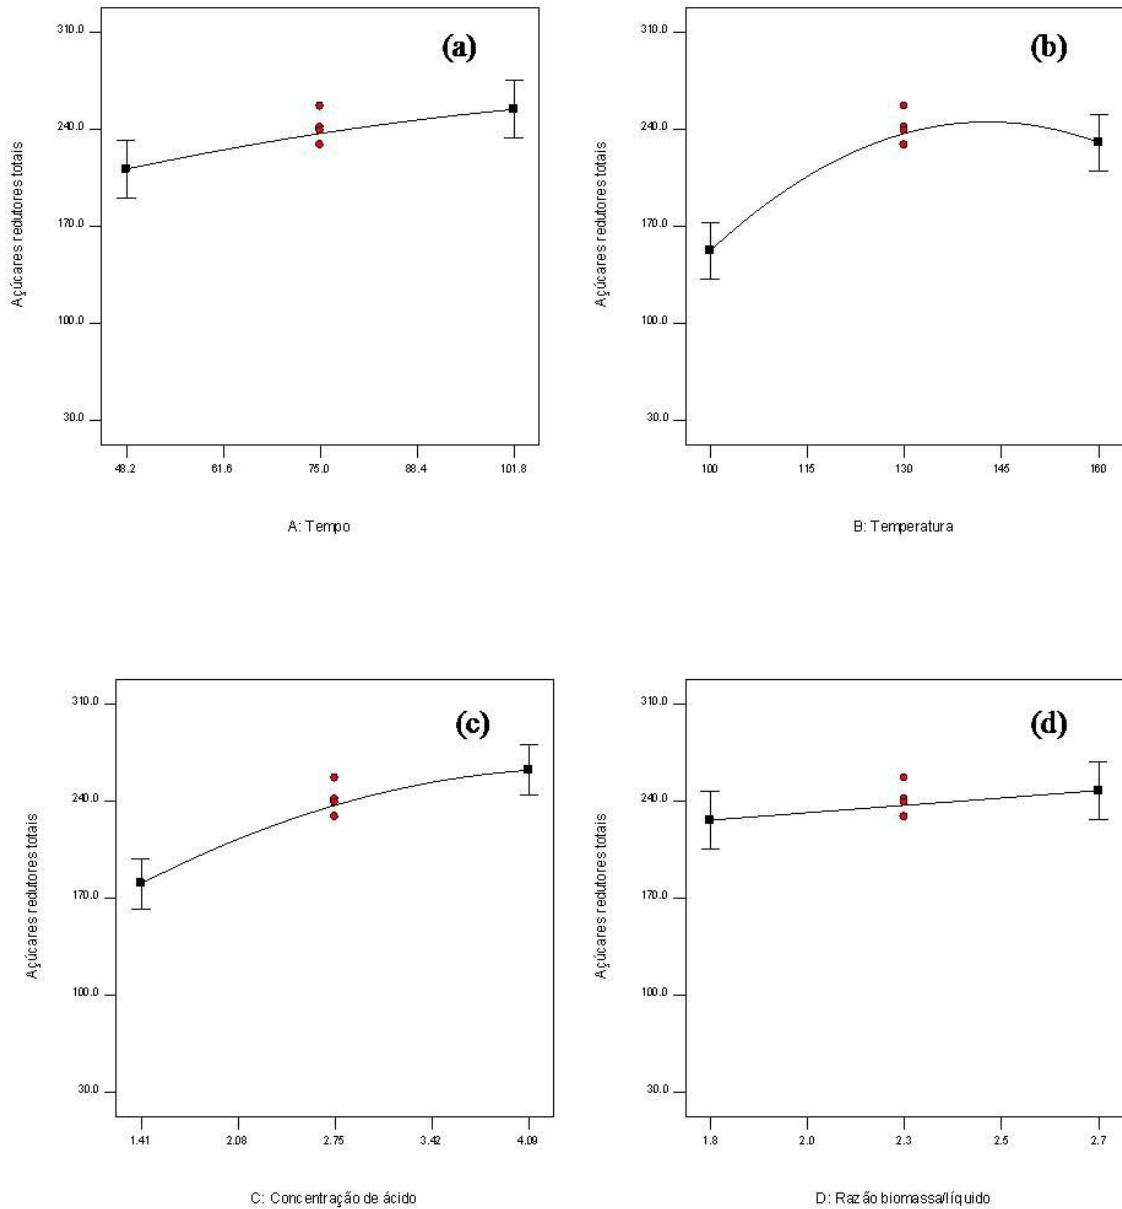 (a)
310.0
240.0
170.0
100.0
30.0
Açúcares redutores totais
48.2 61.6 75.0 88.4 101.8
A: Tempo
(b)
310.0
240.0
170.0
100.0
30.0
Açúcares redutores totais
100 115 130 145 160
B: Temperatura
(c)
310.0
240.0
170.0
100.0
30.0
Açúcares redutores totais
1.41 2.08 2.75 3.42 4.09
C: Concentração de ácido
(d)
310.0
240.0
170.0
100.0
30.0
Açúcares redutores totais
1.8 2.0 2.3 2.5 2.7
D: Razão biomassa/líquido